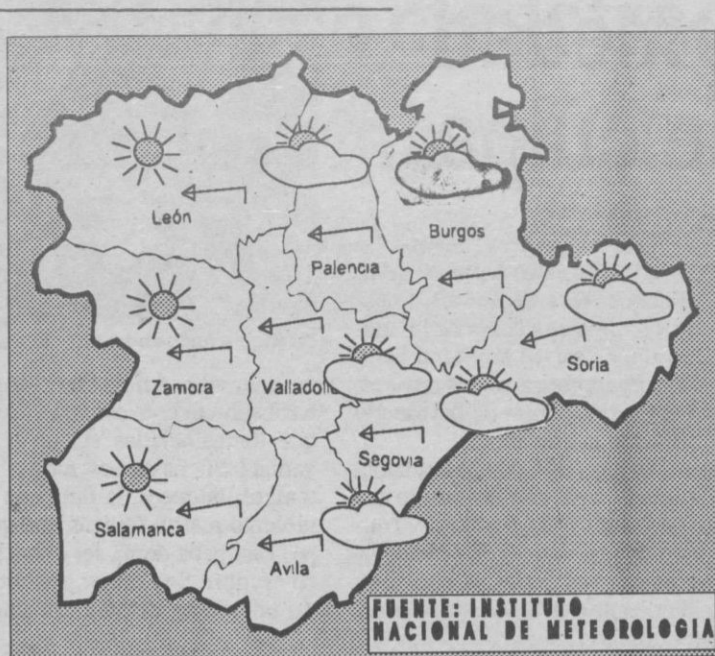 León
Burgos
Palencia
Soria
Zamora
Valladolid
Segovia
Salamanca
Avila
FUENTE: INSTITUTO
NACIONAL DE METEOROLOGIA